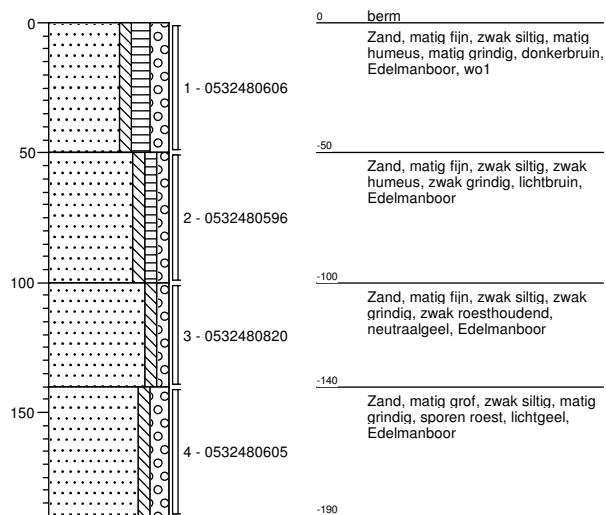 0
berm
0
Zand, matig fijn, zwak siltig, matig
humeus, matig grindig, donkerbruin,
Edelmanboor, wo1
1 - 0532480606
50
-50
Zand, matig fijn, zwak siltig, zwak
humeus, zwak grindig, lichtbruin,
Edelmanboor
2 - 0532480596
100
-100
Zand, matig fijn, zwak siltig, zwak
grindig, zwak roesthoudend,
neutraalgeel, Edelmanboor
3 - 0532480820
-140
Zand, matig grof, zwak siltig, matig
grindig, sporen roest, lichtgeel,
Edelmanboor
150
4 - 0532480605
-190